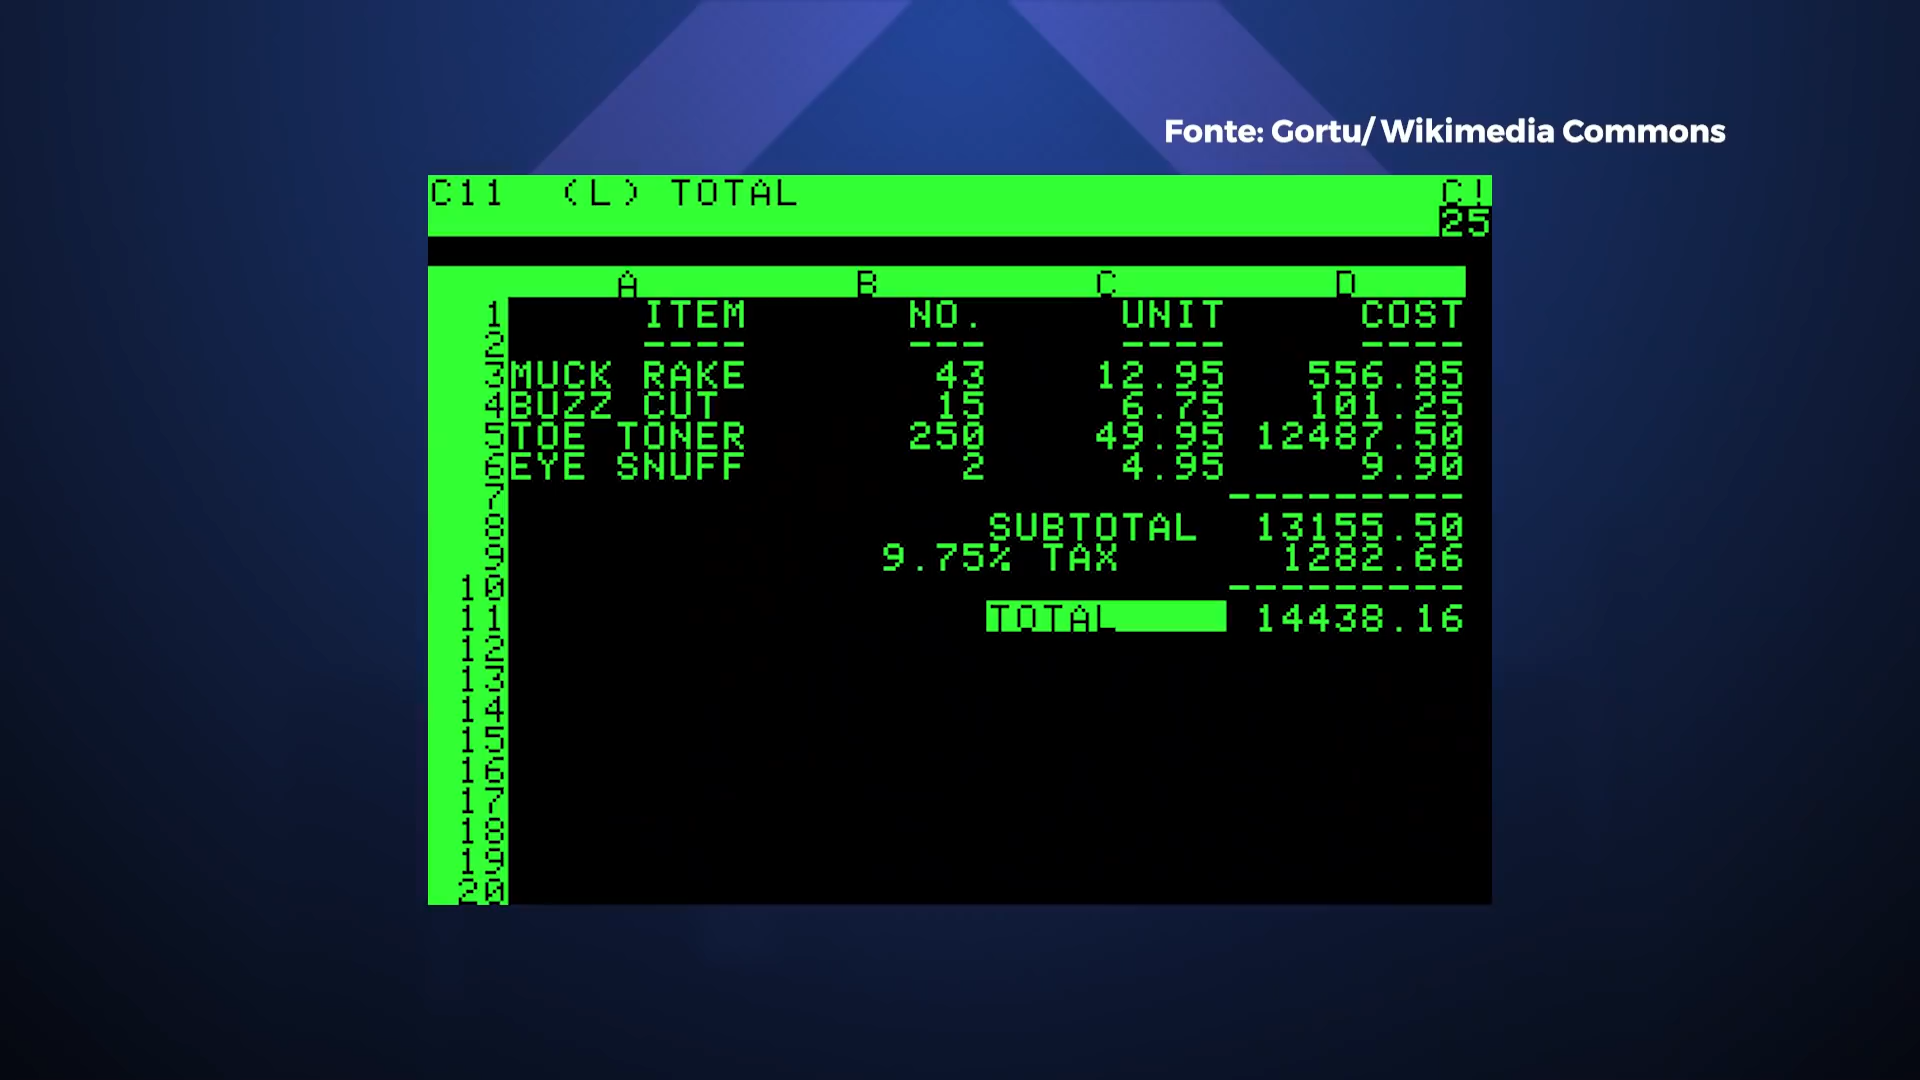 Fonte: Gortu/Wikimedia Commons
C11 (L) TOTAL C!
25
A B C D
1 ITEM NO. UNIT COST
2 ---- --- ---- ----
3 MUCK RAKE 43 12.95 556.85
4 BUZZ CUT 15 6.75 101.25
5 TOE TONER 250 49.95 12487.50
6 EYE SNUFF 2 4.95 9.90
7 ---------
8 SUBTOTAL 13155.50
9 9.75% TAX 1282.66
10 ---------
11 TOTAL 14438.16
12
13
14
15
16
17
18
19
20